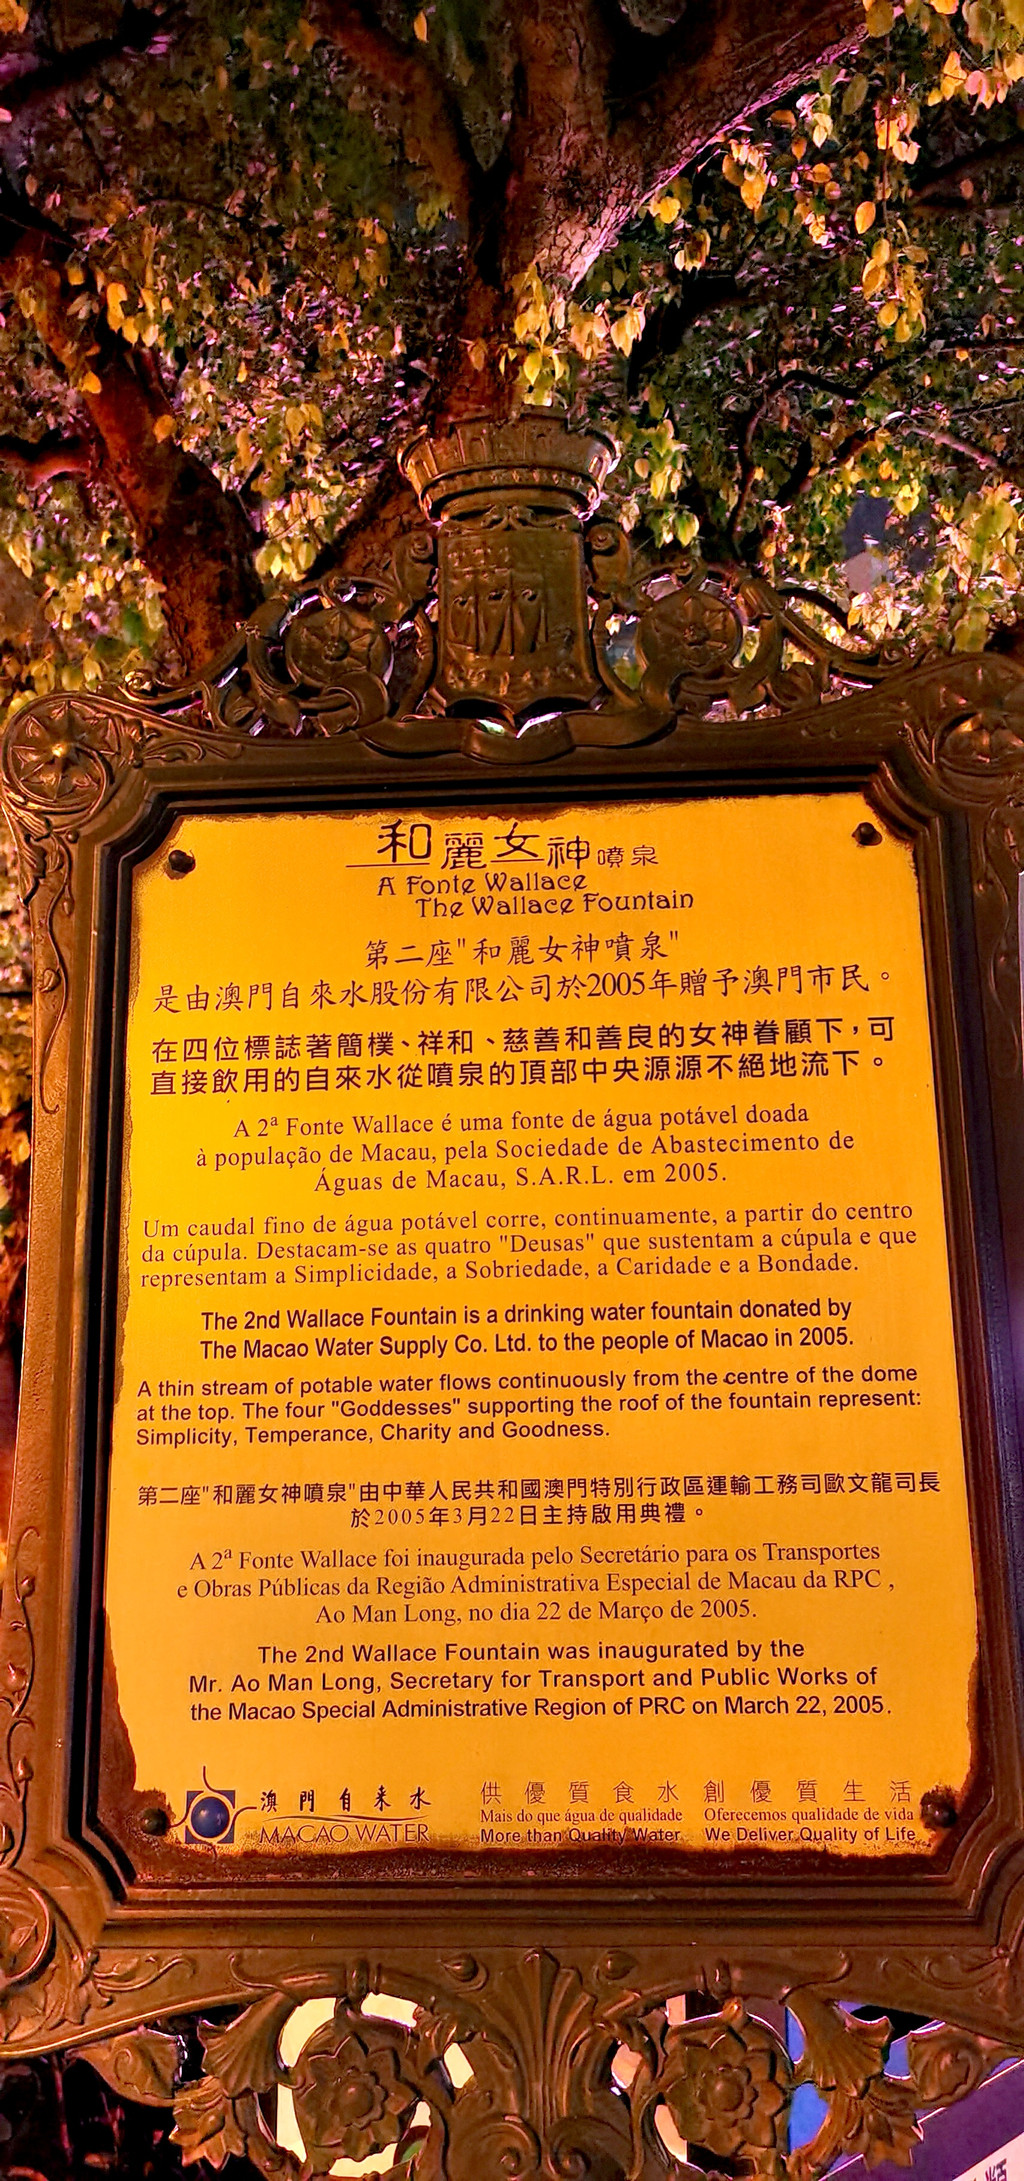 和麗女神噴泉
A Fonte Wallace
The Wallace Fountain
第二座"和麗女神噴泉"
是由澳門自來水股份有限公司於2005年贈予澳門市民。
在四位標誌著簡樸、祥和、慈善和善良的女神眷顧下，可
直接飲用的自來水從噴泉的頂部中央源源不絕地流下。
A 2ª Fonte Wallace é uma fonte de água potável doada
à população de Macau, pela Sociedade de Abastecimento de
Águas de Macau, S.A.R.L. em 2005.
Um caudal fino de água potável corre, continuamente, a partir do centro
da cúpula. Destacam-se as quatro "Deusas" que sustentam a cúpula e que
representam a Simplicidade, a Sobriedade, a Caridade e a Bondade.
The 2nd Wallace Fountain is a drinking water fountain donated by
The Macao Water Supply Co. Ltd. to the people of Macao in 2005.
A thin stream of potable water flows continuously from the centre of the dome
at the top. The four "Goddesses" supporting the roof of the fountain represent:
Simplicity, Temperance, Charity and Goodness.
第二座"和麗女神噴泉"由中華人民共和國澳門特別行政區運輸工務司歐文龍司長
於2005年3月22日主持啟用典禮。
A 2ª Fonte Wallace foi inaugurada pelo Secretário para os Transportes
e Obras Públicas da Região Administrativa Especial de Macau da RPC ,
Ao Man Long, no dia 22 de Março de 2005.
The 2nd Wallace Fountain was inaugurated by the
Mr. Ao Man Long, Secretary for Transport and Public Works of
the Macao Special Administrative Region of PRC on March 22, 2005.
澳門自来水
MACAO WATER
供優質食水 創優質生活
Mais do que água de qualidade Oferecemos qualidade de vida
More than Quality Water We Deliver Quality of Life